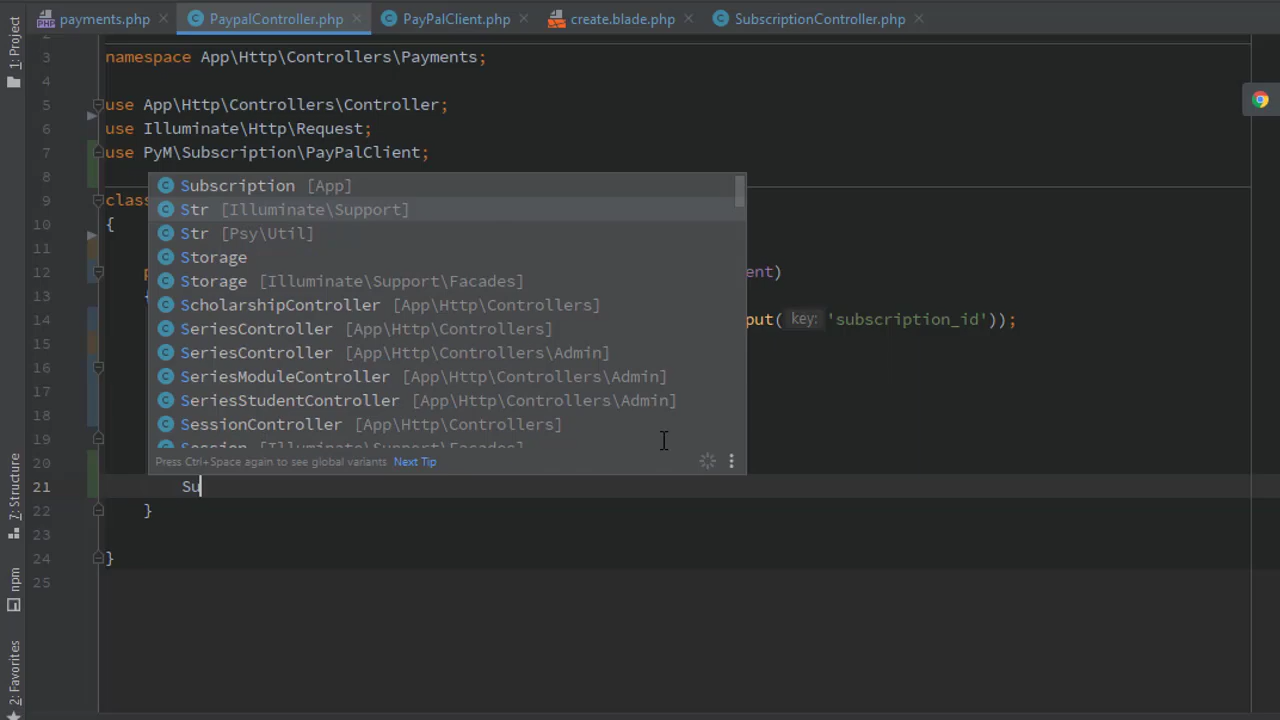 payments.php PaypalController.php PayPalClient.php create.blade.php SubscriptionController.php
1: Project
3 namespace App\Http\Controllers\Payments;
4
5 use App\Http\Controllers\Controller;
6 use Illuminate\Http\Request;
7 use PyM\Subscription\PayPalClient;
8
Subscription [App]
9 clas
Str [Illuminate\Support]
10 {
Str [Psy\Util]
11
Storage
12 ent)
Storage [Illuminate\Support\Facades]
13
ScholarshipController [App\Http\Controllers]
14 put( key: 'subscription_id'));
SeriesController [App\Http\Controllers]
15
SeriesController [App\Http\Controllers\Admin]
16
SeriesModuleController [App\Http\Controllers\Admin]
17
SeriesStudentController [App\Http\Controllers\Admin]
18
SessionController [App\Http\Controllers]
19
Session [Illuminate\Support\Facades]
20
Press Ctrl+Space again to see global variants Next Tip
21 Su
22 }
23
24 }
25
7: Structure
npm
2: Favorites